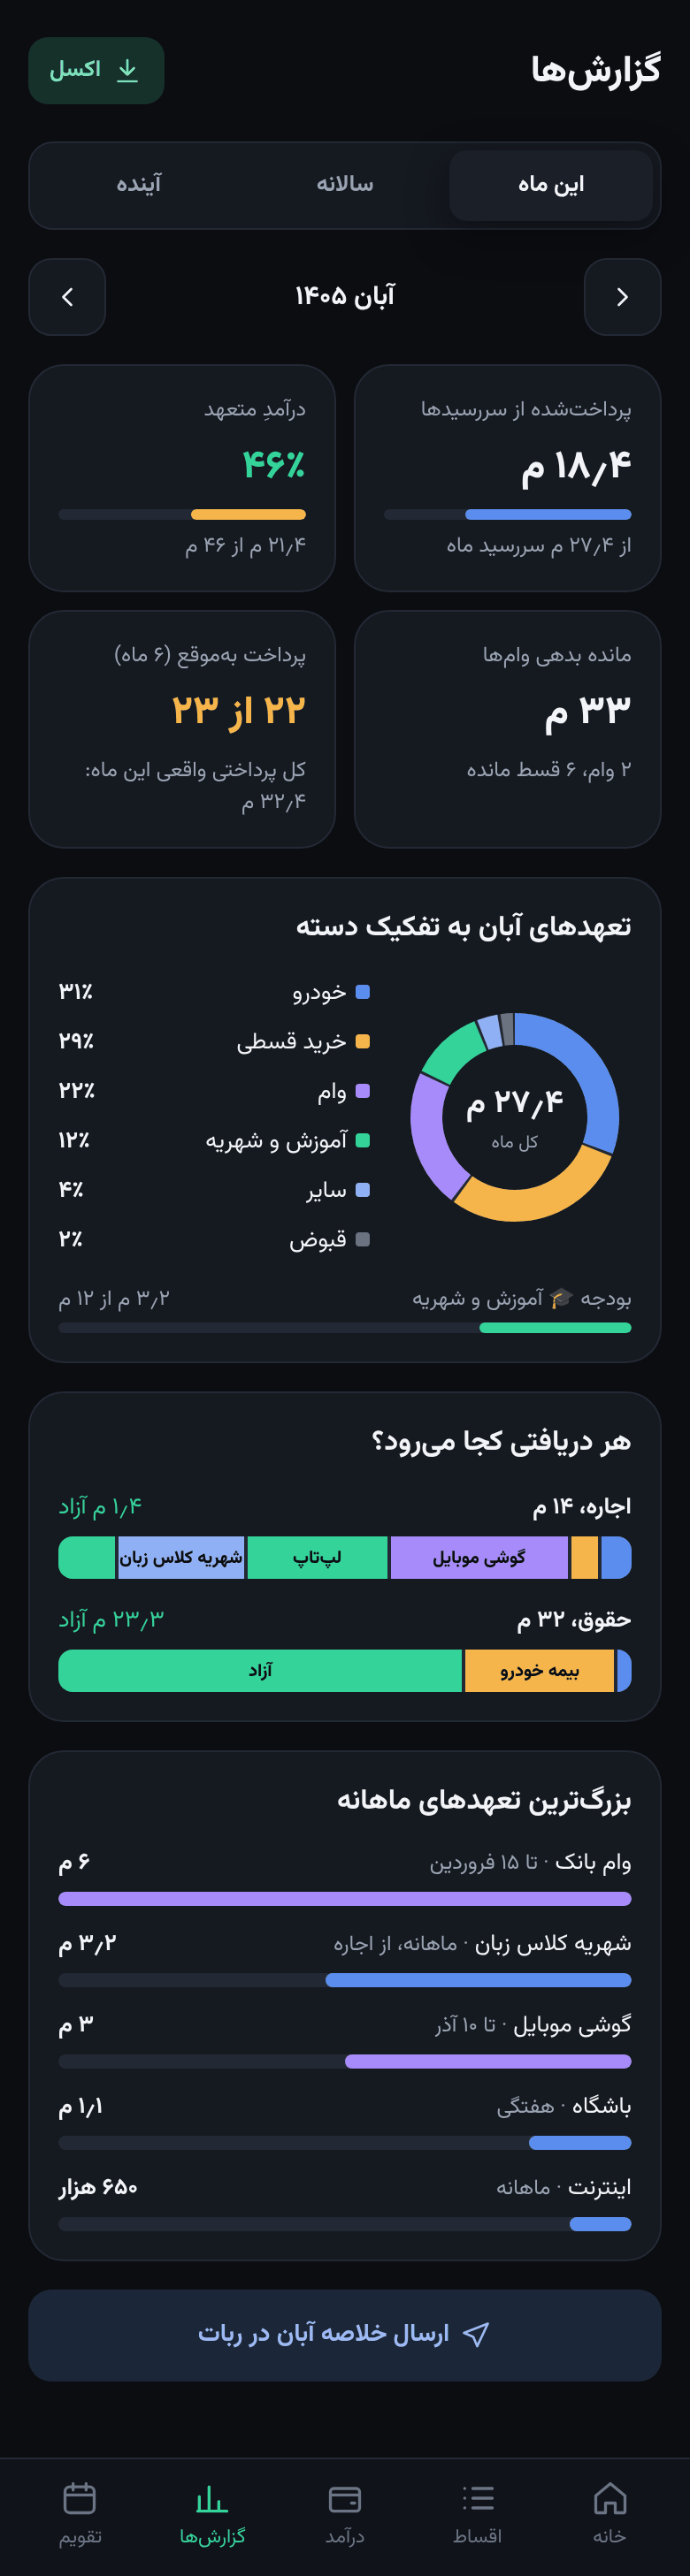 گزارش‌ها
اکسل
این ماه
سالانه
آینده
آبان ۱۴۰۵
پرداخت‌شده از سررسیدها
۱۸٫۴ م
از ۲۷٫۴ م سررسید ماه
درآمدِ متعهد
۴۶٪
۲۱٫۴ م از ۴۶ م
مانده بدهی وام‌ها
۳۳ م
۲ وام، ۶ قسط مانده
پرداخت به‌موقع (۶ ماه)
۲۲ از ۲۳
کل پرداختی واقعی این ماه:
۳۲٫۴ م
تعهدهای آبان به تفکیک دسته
۲۷٫۴ م
کل ماه
خودرو ۳۱٪
خرید قسطی ۲۹٪
وام ۲۲٪
آموزش و شهریه ۱۲٪
سایر ۴٪
قبوض ۲٪
بودجه 🎓 آموزش و شهریه ۳٫۲ م از ۱۲ م
هر دریافتی کجا می‌رود؟
اجاره، ۱۴ م ۱٫۴ م آزاد
گوشی موبایل لپ‌تاپ شهریه کلاس زبان
حقوق، ۳۲ م ۲۳٫۳ م آزاد
بیمه خودرو آزاد
بزرگ‌ترین تعهدهای ماهانه
وام بانک · تا ۱۵ فروردین ۶ م
شهریه کلاس زبان · ماهانه، از اجاره ۳٫۲ م
گوشی موبایل · تا ۱۰ آذر ۳ م
باشگاه · هفتگی ۱٫۱ م
اینترنت · ماهانه ۶۵۰ هزار
ارسال خلاصه آبان در ربات
خانه
اقساط
درآمد
گزارش‌ها
تقویم